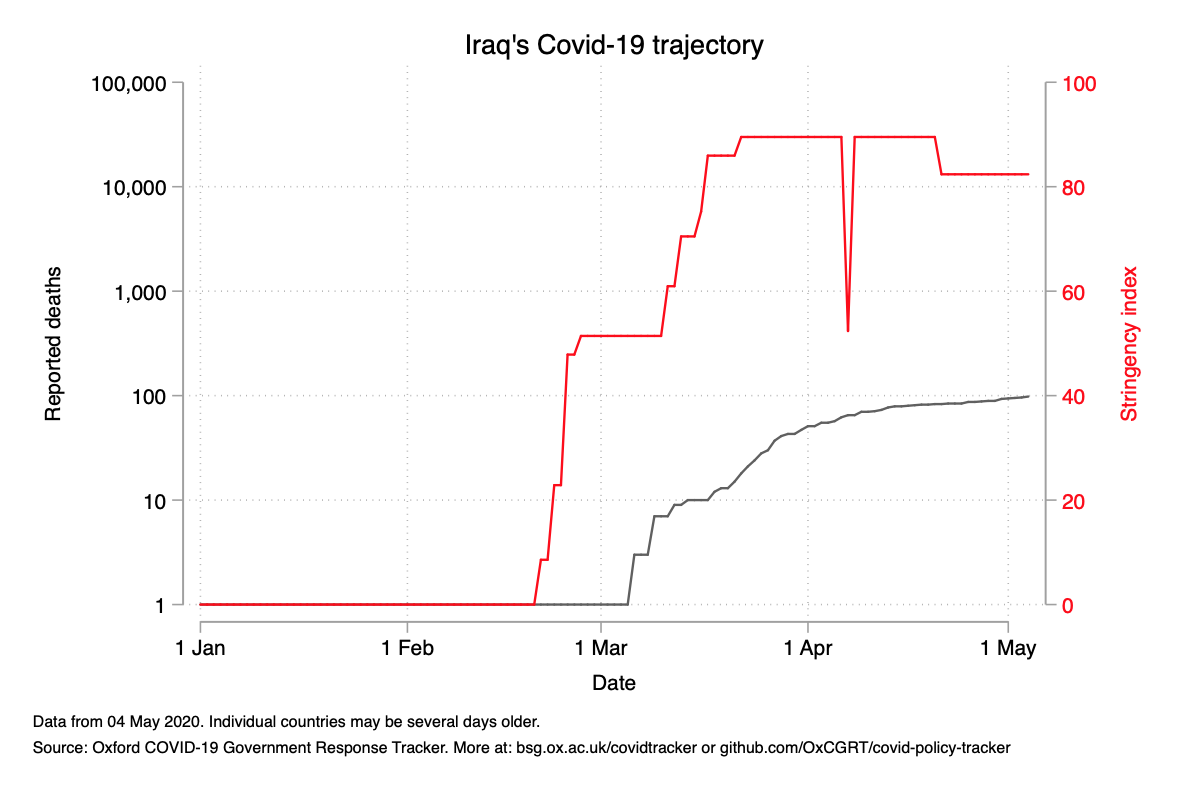 Iraq's Covid-19 trajectory
100,000
10,000
1,000
100
10
1
Reported deaths
100
80
60
40
20
0
Stringency index
1 Jan
1 Feb
1 Mar
1 Apr
1 May
Date
Data from 04 May 2020. Individual countries may be several days older.
Source: Oxford COVID-19 Government Response Tracker. More at: bsg.ox.ac.uk/covidtracker or github.com/OxCGRT/covid-policy-tracker